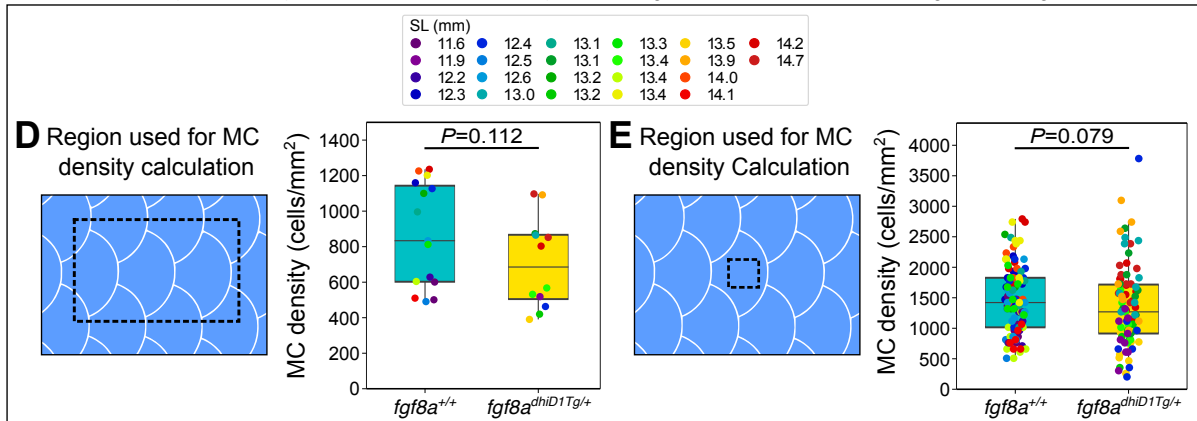 SL (mm)
11.6 12.4 13.1 13.3 13.5 14.2
11.9 12.5 13.1 13.4 13.9 14.7
12.2 12.6 13.2 13.4 14.0
12.3 13.0 13.2 13.4 14.1
D Region used for MC
density calculation
MC density (cells/mm²)
1400
1200
1000
800
600
400
200
0
P=0.112
fgf8a+/+ fgf8adhiD1Tg/+
E Region used for MC
density Calculation
MC density (cells/mm²)
4000
3500
3000
2500
2000
1500
1000
500
0
P=0.079
fgf8a+/+ fgf8adhiD1Tg/+